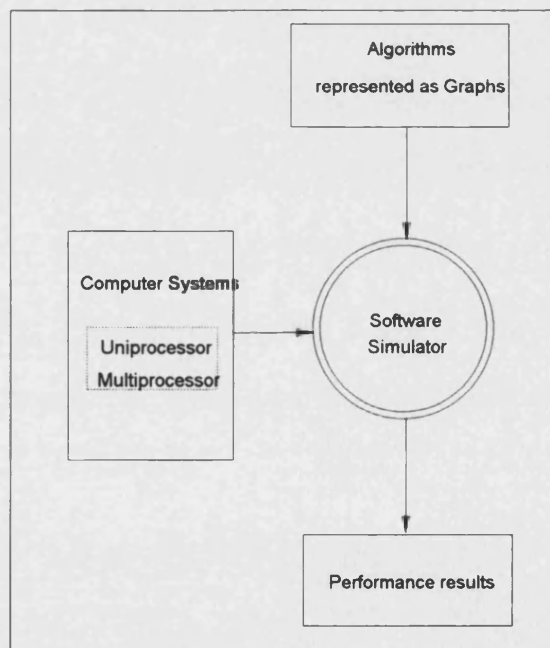 Algorithms
represented as Graphs
Computer Systems
Uniprocessor
Multiprocessor
Software
Simulator
Performance results